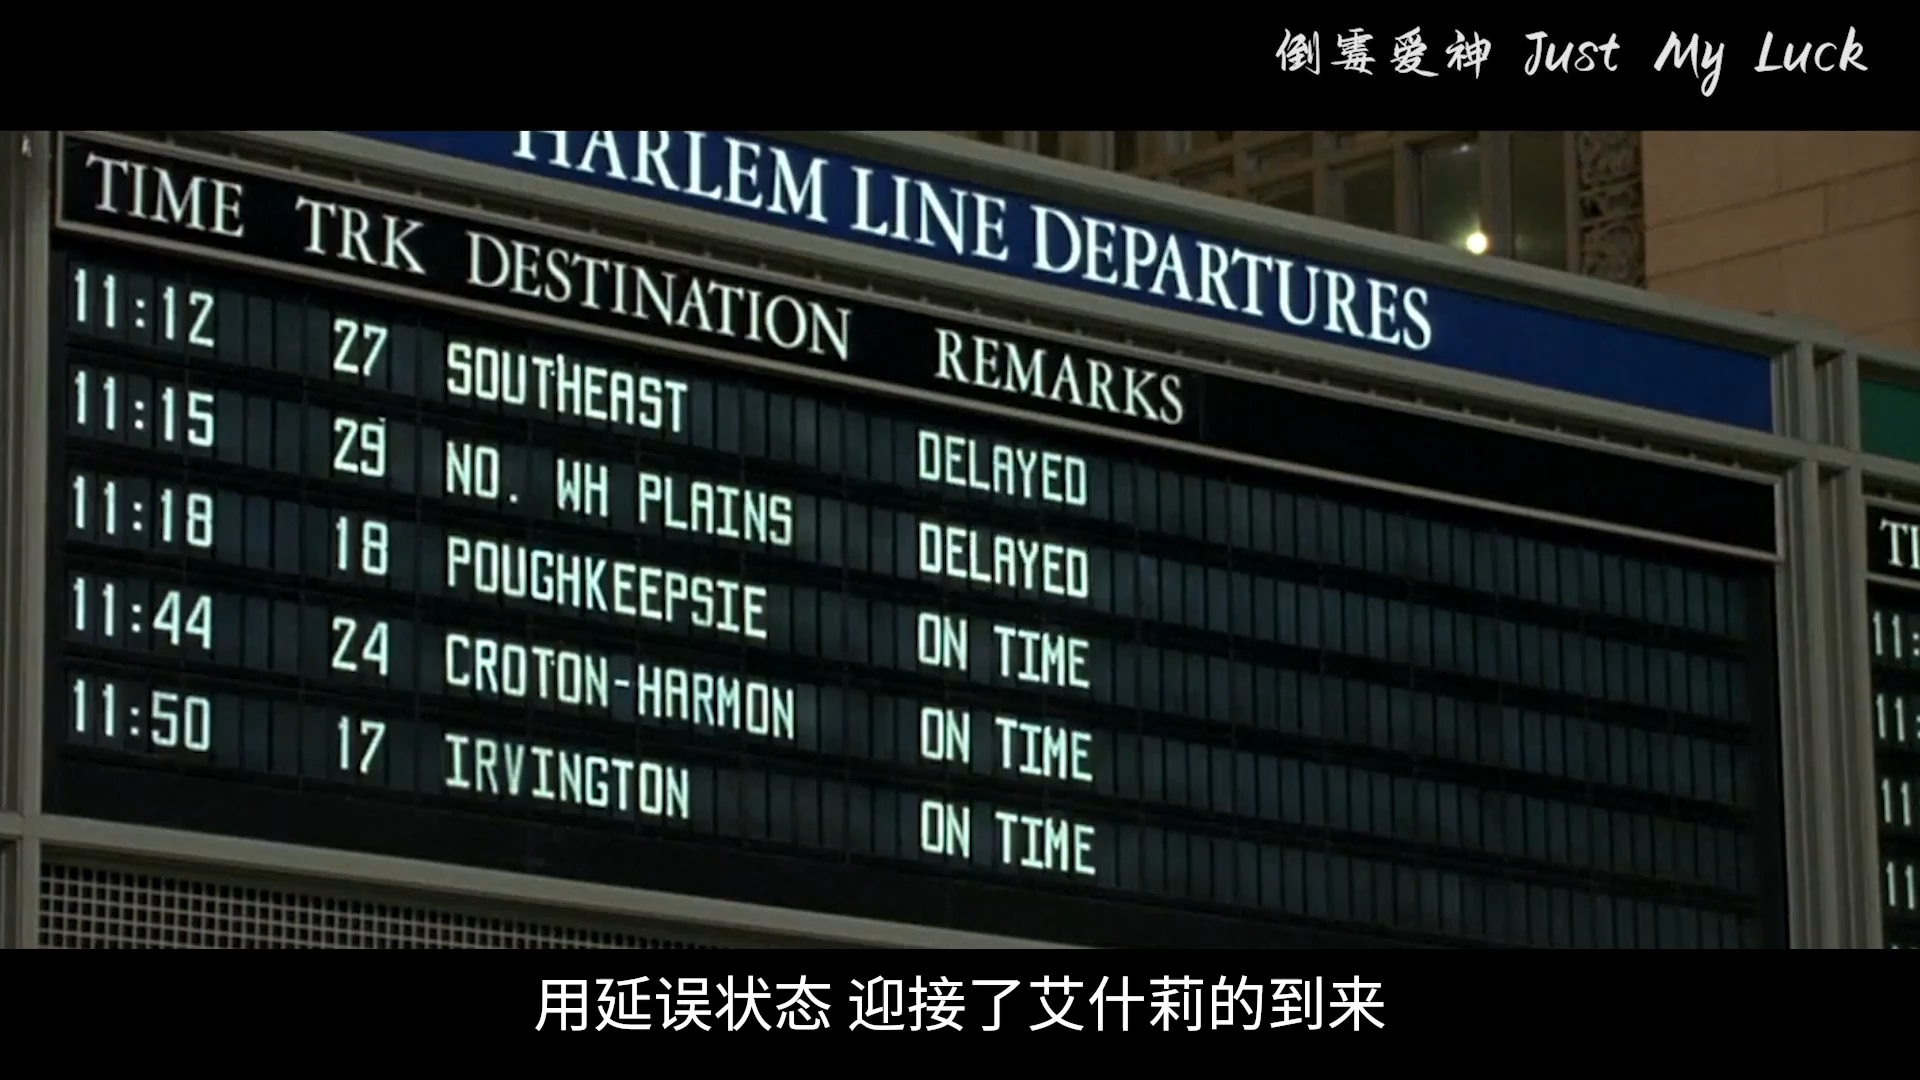 倒霉爱神 Just My Luck
HARLEM LINE DEPARTURES
TIME TRK DESTINATION REMARKS
11:12 27 SOUTHEAST DELAYED
11:15 29 NO. WH PLAINS DELAYED
11:18 18 POUGHKEEPSIE ON TIME
11:44 24 CROTON-HARMON ON TIME
11:50 17 IRVINGTON ON TIME
用延误状态 迎接了艾什莉的到来